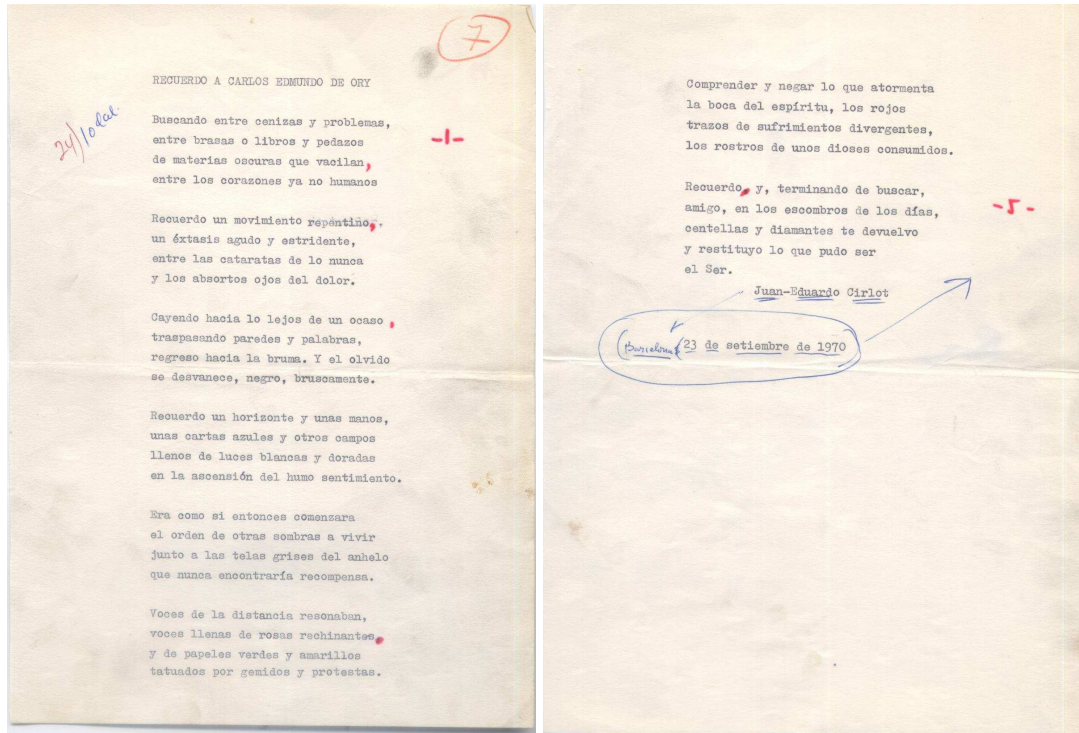 7
RECUERDO A CARLOS EDMUNDO DE ORY
24/10 dal.
Buscando entre cenizas y problemas,
-1-
entre brasas o libros y pedazos
de materias oscuras que vacilan,
entre los corazones ya no humanos
Recuerdo un movimiento repentino,
un éxtasis agudo y estridente,
entre las cataratas de lo nunca
y los absortos ojos del dolor.
Cayendo hacia lo lejos de un ocaso,
traspasando paredes y palabras,
regreso hacia la bruma. Y el olvido
se desvanece, negro, bruscamente.
Recuerdo un horizonte y unas manos,
unas cartas azules y otros campos
llenos de luces blancas y doradas
en la ascensión del humo sentimiento.
Era como si entonces comenzara
el orden de otras sombras a vivir
junto a las telas grises del anhelo
que nunca encontraría recompensa.
Voces de la distancia resonaban,
voces llenas de rosas rechinantes,
y de papeles verdes y amarillos
tatuados por gemidos y protestas.
Comprender y negar lo que atormenta
la boca del espíritu, los rojos
trazos de sufrimientos divergentes,
los rostros de unos dioses consumidos.
Recuerdo, y, terminando de buscar,
-2-
amigo, en los escombros de los días,
centellas y diamantes te devuelvo
y restituyo lo que pudo ser
el Ser.
Juan-Eduardo Cirlot
(Barcelona, 23 de setiembre de 1970)